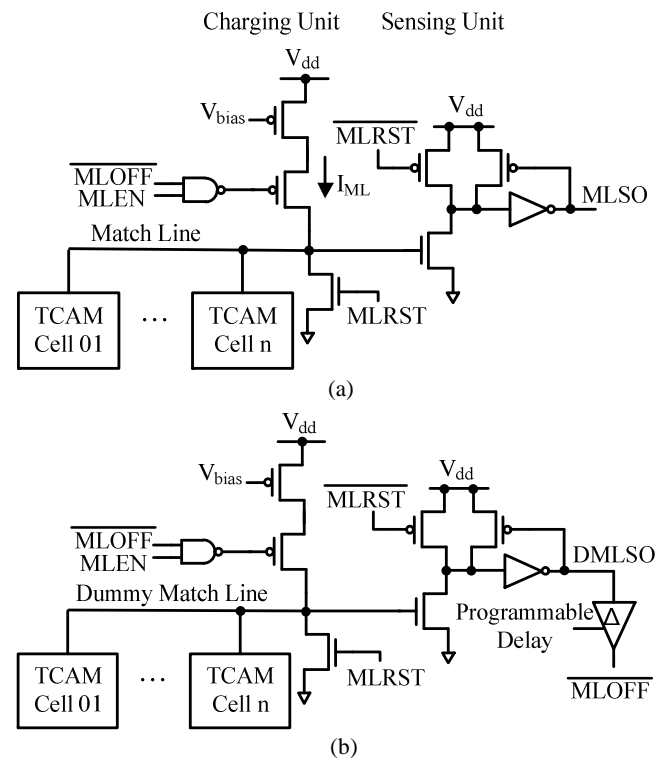 Charging Unit Sensing Unit
Vdd
Vbias
Vdd
MLRST
MLOFF
MLEN
IML
MLSO
Match Line
TCAM Cell 01
...
TCAM Cell n
MLRST
(a)
Vdd
Vbias
Vdd
MLRST
MLOFF
MLEN
DMLSO
Dummy Match Line
Programmable Delay
Δ
TCAM Cell 01
...
TCAM Cell n
MLRST
MLOFF
(b)